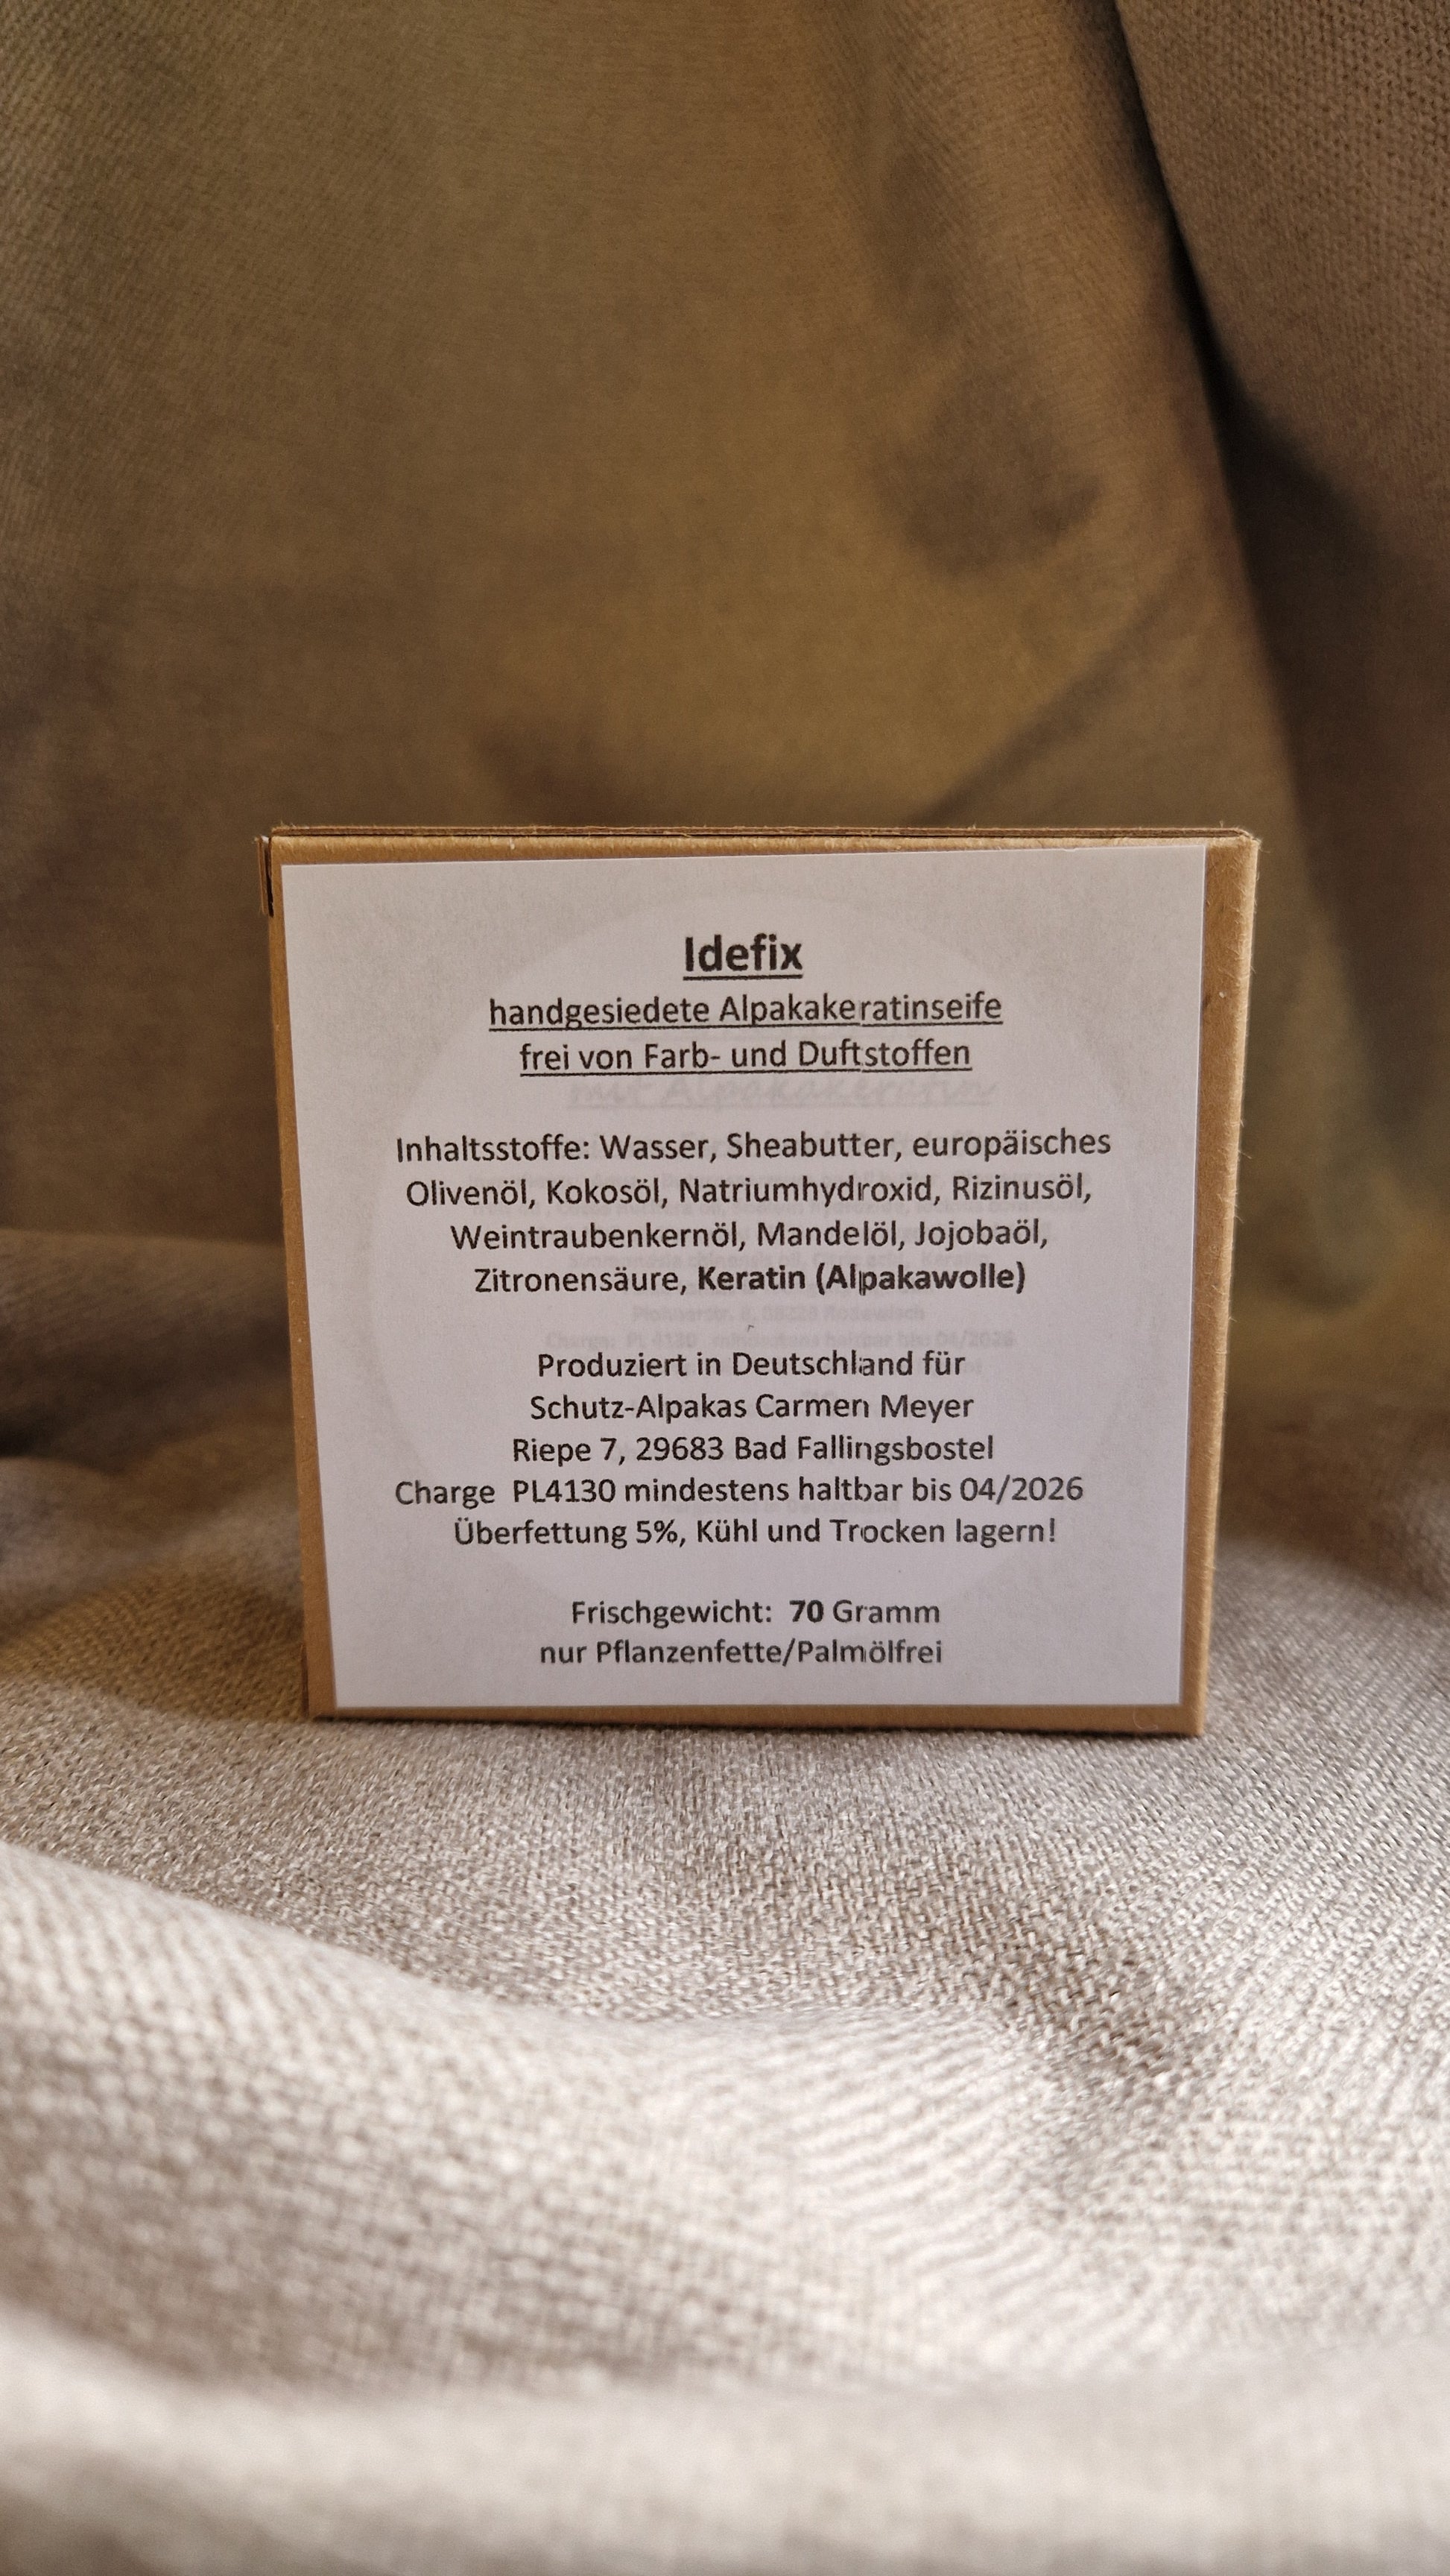 Idefix
handgesiedete Alpakakeratinseife
frei von Farb- und Duftstoffen
Inhaltsstoffe: Wasser, Sheabutter, europäisches
Olivenöl, Kokosöl, Natriumhydroxid, Rizinusöl,
Weintraubenkernöl, Mandelöl, Jojobaöl,
Zitronensäure, Keratin (Alpakawolle)
Produziert in Deutschland für
Schutz-Alpakas Carmen Meyer
Riepe 7, 29683 Bad Fallingsbostel
Charge PL4130 mindestens haltbar bis 04/2026
Überfettung 5%, Kühl und Trocken lagern!
Frischgewicht: 70 Gramm
nur Pflanzenfette/Palmölfrei